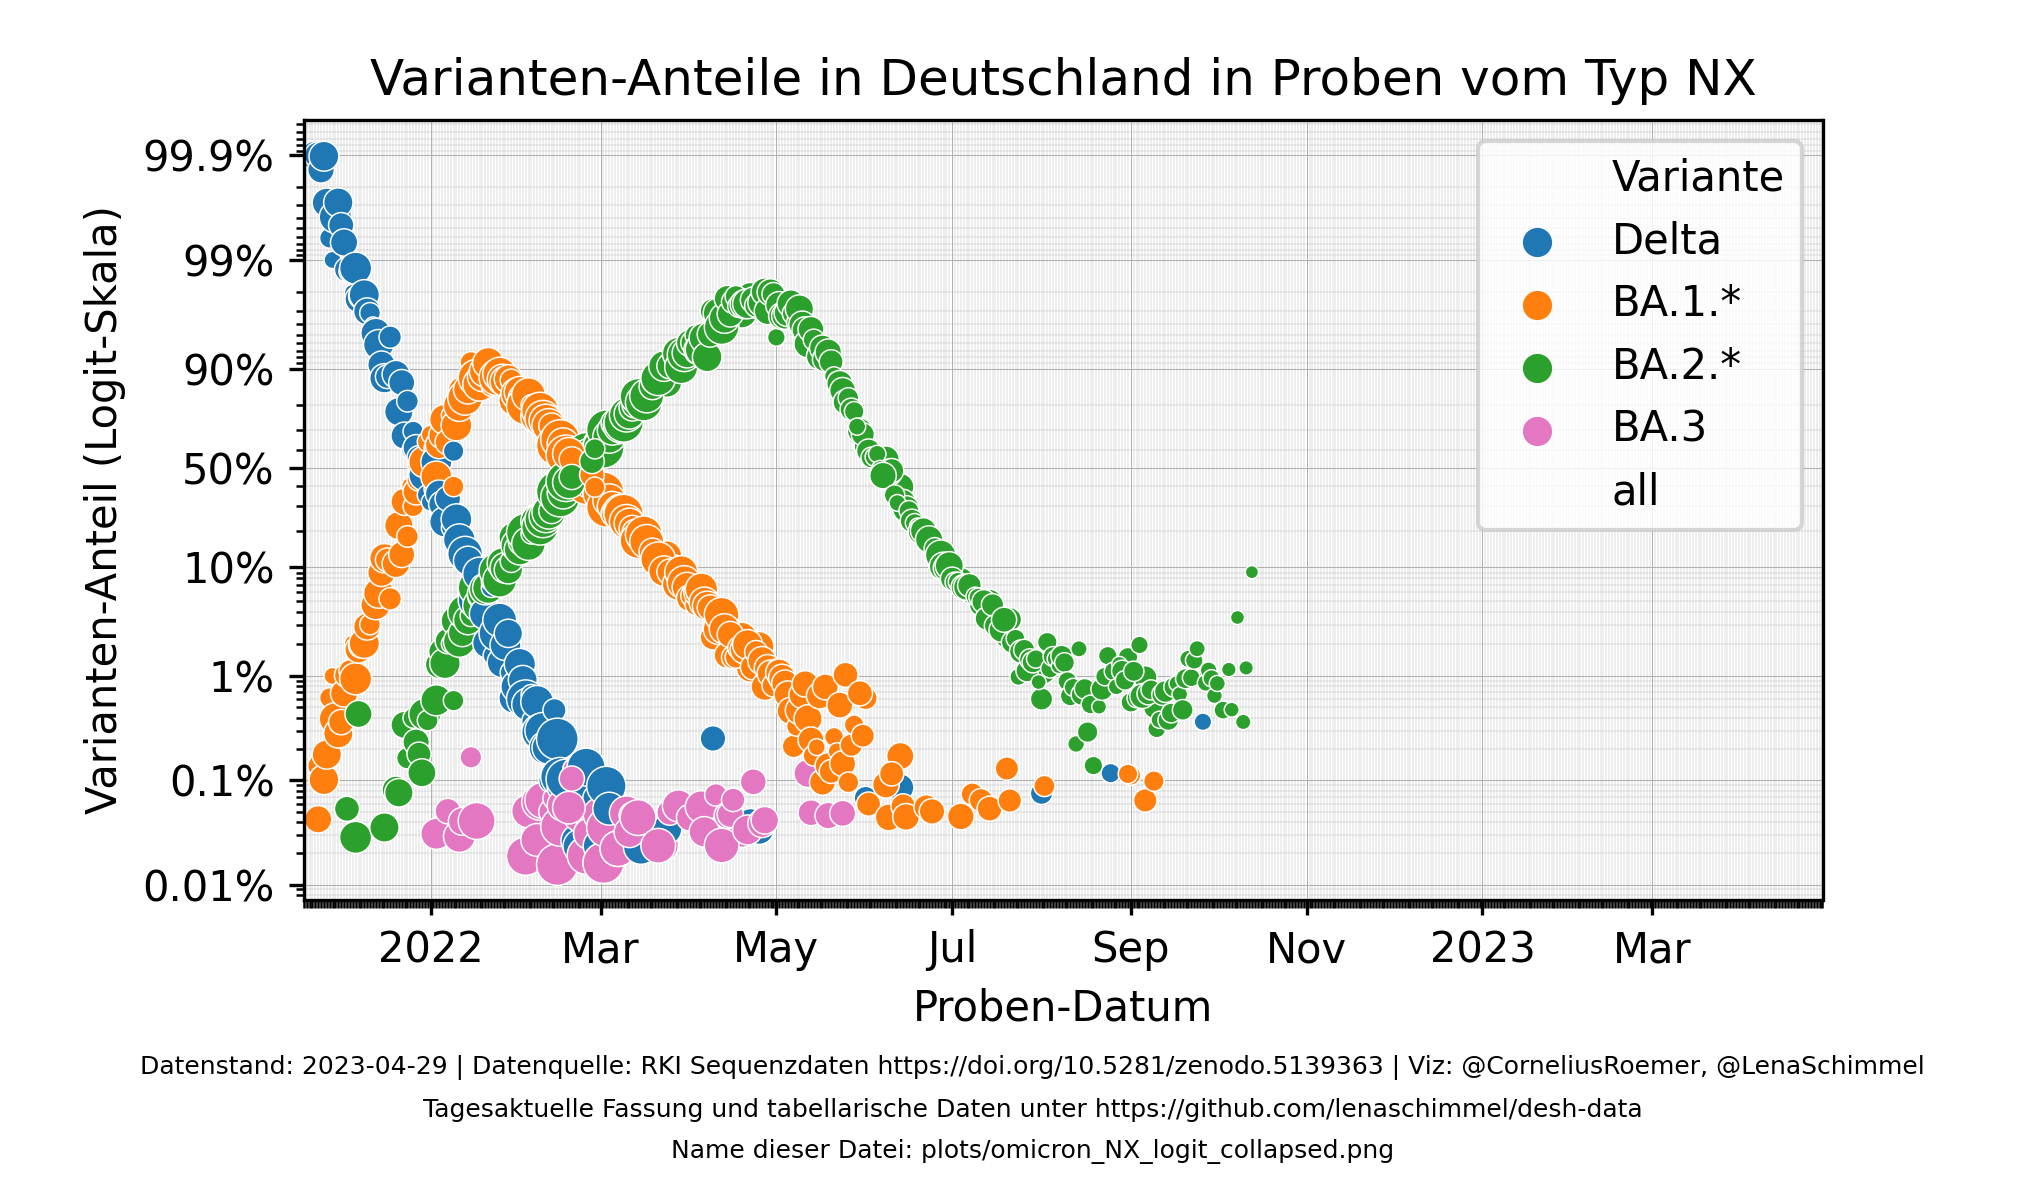 Varianten-Anteile in Deutschland in Proben vom Typ NX
99.9%
99%
90%
50%
10%
1%
0.1%
0.01%
Varianten-Anteil (Logit-Skala)
Variante
Delta
BA.1.*
BA.2.*
BA.3
all
2022 Mar May Jul Sep Nov 2023 Mar
Proben-Datum
Datenstand: 2023-04-29 | Datenquelle: RKI Sequenzdaten https://doi.org/10.5281/zenodo.5139363 | Viz: @CorneliusRoemer, @LenaSchimmel
Tagesaktuelle Fassung und tabellarische Daten unter https://github.com/lenaschimmel/desh-data
Name dieser Datei: plots/omicron_NX_logit_collapsed.png